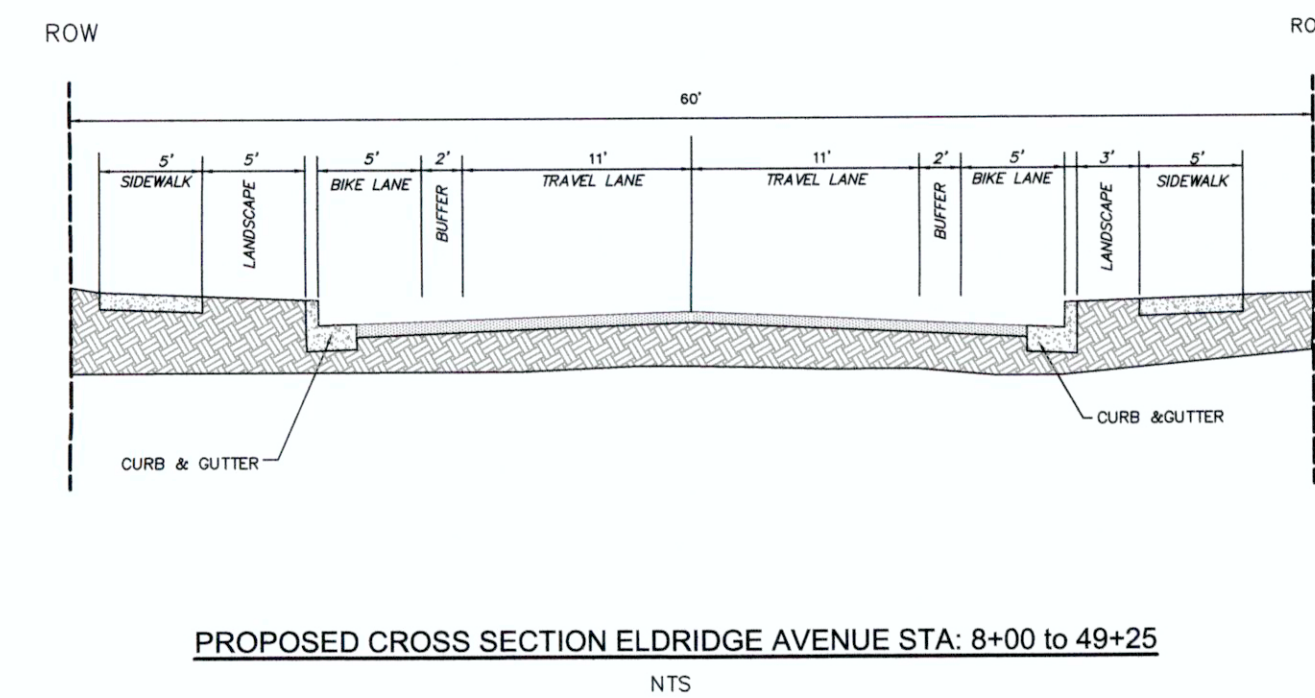 ROW
RO
60'
5' 5' 5' 2' 11' 11' 2' 5' 3' 5'
SIDEWALK LANDSCAPE BIKE LANE BUFFER TRAVEL LANE TRAVEL LANE BUFFER BIKE LANE LANDSCAPE SIDEWALK
CURB &GUTTER
CURB & GUTTER
PROPOSED CROSS SECTION ELDRIDGE AVENUE STA: 8+00 to 49+25
NTS